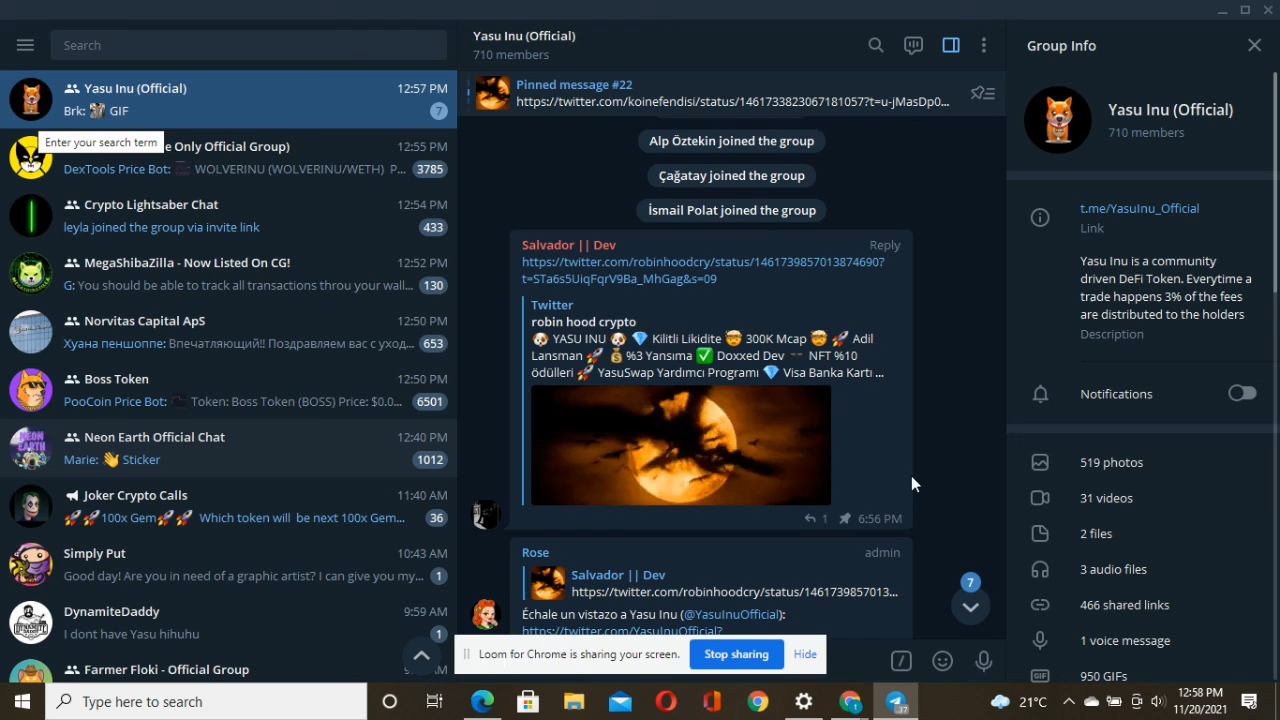 Search
Yasu Inu (Official) 12:57 PM
Brk: GIF 7
Enter your search term
e Only Official Group) 12:55 PM
DexTools Price Bot: WOLVERINU (WOLVERINU/WETH) P... 3785
Crypto Lightsaber Chat 12:54 PM
leyla joined the group via invite link 433
MegaShibaZilla - Now Listed On CG! 12:52 PM
G: You should be able to track all transactions throu your wall... 130
Norvitas Capital ApS 12:50 PM
Хуана пеншоппе: Впечатляющий!! Поздравляем вас с уход... 653
Boss Token 12:50 PM
PooCoin Price Bot: Token: Boss Token (BOSS) Price: $0.0... 6501
Neon Earth Official Chat 12:40 PM
Marie: 👋 Sticker 1012
Joker Crypto Calls 11:40 AM
🚀🚀100x Gem🚀🚀 Which token will be next 100x Gem... 36
Simply Put 10:43 AM
Good day! Are you in need of a graphic artist? I can give you my... 1
DynamiteDaddy 9:59 AM
I dont have Yasu hihuhu 1
Farmer Floki - Official Group 9:50 AM
Yasu Inu (Official)
710 members
Pinned message #22
https://twitter.com/koinefendisi/status/1461733823067181057?t=u-jMasDp0...
Alp Öztekin joined the group
Çağatay joined the group
İsmail Polat joined the group
Salvador || Dev Reply
https://twitter.com/robinhoodcry/status/1461739857013874690?
t=STa6s5UiqFqrV9Ba_MhGag&s=09
Twitter
robin hood crypto
🐶 YASU INU 🐶 💎 Kilitli Likidite 🤯 300K Mcap 🤯 🚀 Adil
Lansman 🚀 💰 %3 Yansıma ✅ Doxxed Dev ➖ NFT %10
ödülleri 🚀 YasuSwap Yardımcı Programı 💎 Visa Banka Kartı ...
1 6:56 PM
Rose admin
Salvador || Dev
https://twitter.com/robinhoodcry/status/1461739857013...
Échale un vistazo a Yasu Inu (@YasuInuOfficial):
https://twitter.com/YasuInuOfficial?
7
Loom for Chrome is sharing your screen. Stop sharing Hide
Group Info
Yasu Inu (Official)
710 members
t.me/YasuInu_Official
Link
Yasu Inu is a community
driven DeFi Token. Everytime a
trade happens 3% of the fees
are distributed to the holders
Description
Notifications
519 photos
31 videos
2 files
3 audio files
466 shared links
1 voice message
950 GIFs
Type here to search
37
21°C
12:58 PM
11/20/2021